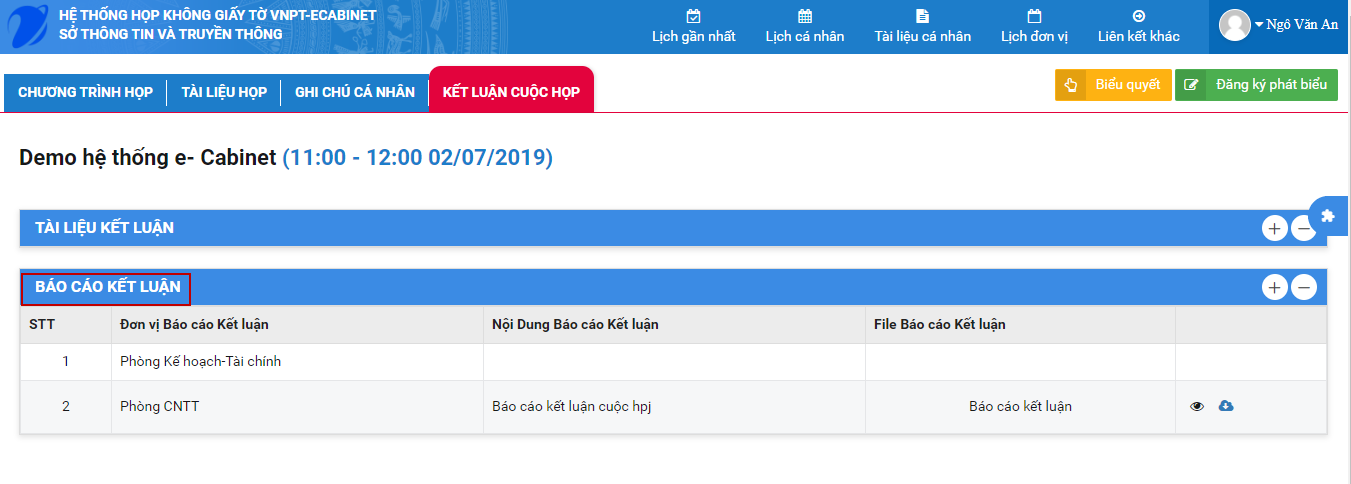 HỆ THỐNG HỌP KHÔNG GIẤY TỜ VNPT-ECABINET
SỞ THÔNG TIN VÀ TRUYỀN THÔNG
Lịch gần nhất
Lịch cá nhân
Tài liệu cá nhân
Lịch đơn vị
Liên kết khác
Ngô Văn An
CHƯƠNG TRÌNH HỌP
TÀI LIỆU HỌP
GHI CHÚ CÁ NHÂN
KẾT LUẬN CUỘC HỌP
Biểu quyết
Đăng ký phát biểu
Demo hệ thống e- Cabinet (11:00 - 12:00 02/07/2019)
TÀI LIỆU KẾT LUẬN
BÁO CÁO KẾT LUẬN
STT Đơn vị Báo cáo Kết luận Nội Dung Báo cáo Kết luận File Báo cáo Kết luận
1 Phòng Kế hoạch-Tài chính
2 Phòng CNTT Báo cáo kết luận cuộc hpj Báo cáo kết luận